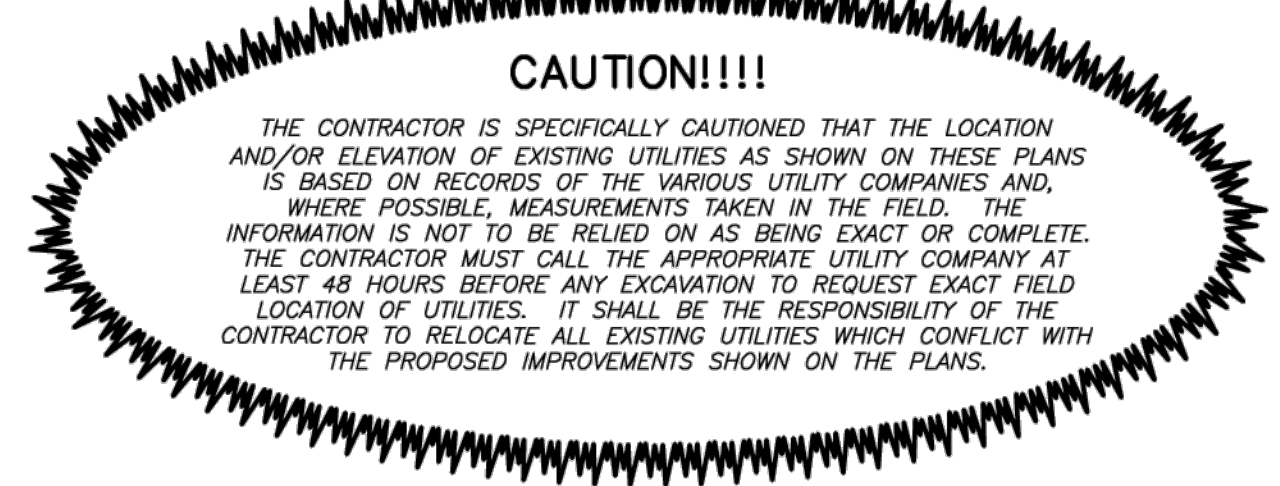 CAUTION!!!!
THE CONTRACTOR IS SPECIFICALLY CAUTIONED THAT THE LOCATION
AND/OR ELEVATION OF EXISTING UTILITIES AS SHOWN ON THESE PLANS
IS BASED ON RECORDS OF THE VARIOUS UTILITY COMPANIES AND,
WHERE POSSIBLE, MEASUREMENTS TAKEN IN THE FIELD. THE
INFORMATION IS NOT TO BE RELIED ON AS BEING EXACT OR COMPLETE.
THE CONTRACTOR MUST CALL THE APPROPRIATE UTILITY COMPANY AT
LEAST 48 HOURS BEFORE ANY EXCAVATION TO REQUEST EXACT FIELD
LOCATION OF UTILITIES. IT SHALL BE THE RESPONSIBILITY OF THE
CONTRACTOR TO RELOCATE ALL EXISTING UTILITIES WHICH CONFLICT WITH
THE PROPOSED IMPROVEMENTS SHOWN ON THE PLANS.